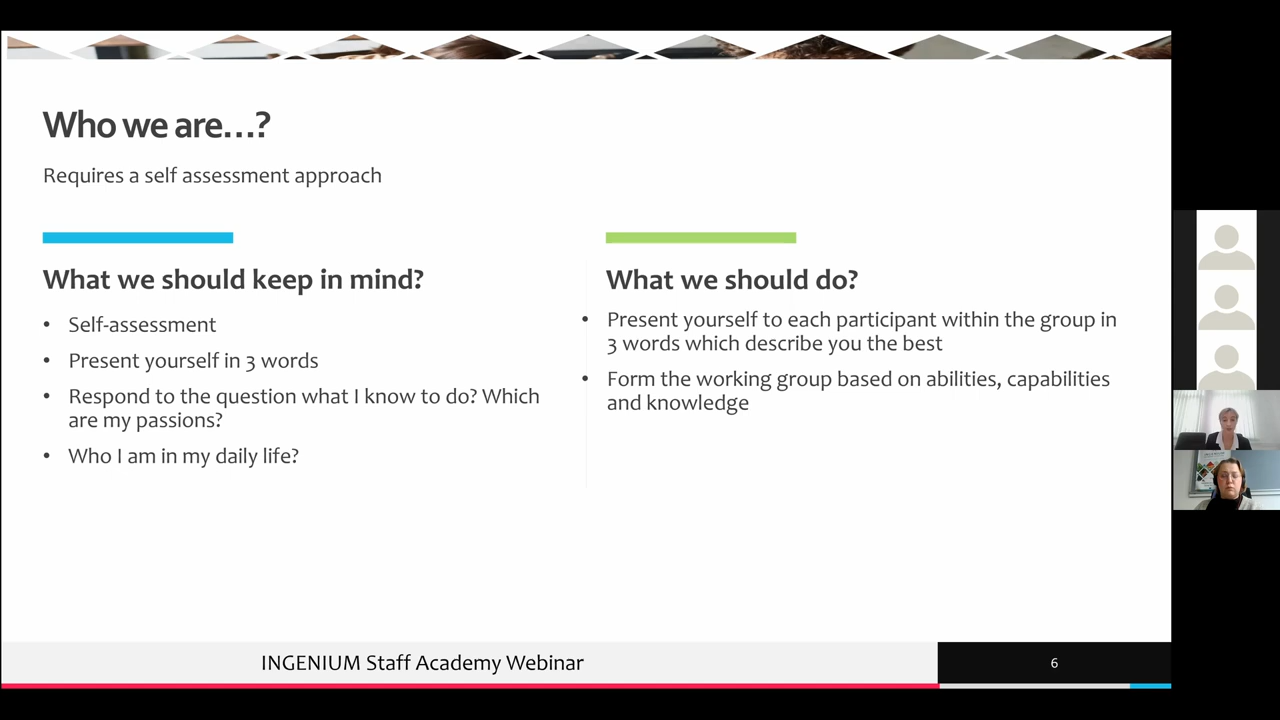 Who we are…?
Requires a self assessment approach
What we should keep in mind?
• Self-assessment
• Present yourself in 3 words
• Respond to the question what I know to do? Which
are my passions?
• Who I am in my daily life?
What we should do?
• Present yourself to each participant within the group in
3 words which describe you the best
• Form the working group based on abilities, capabilities
and knowledge
INGENIUM Staff Academy Webinar
6